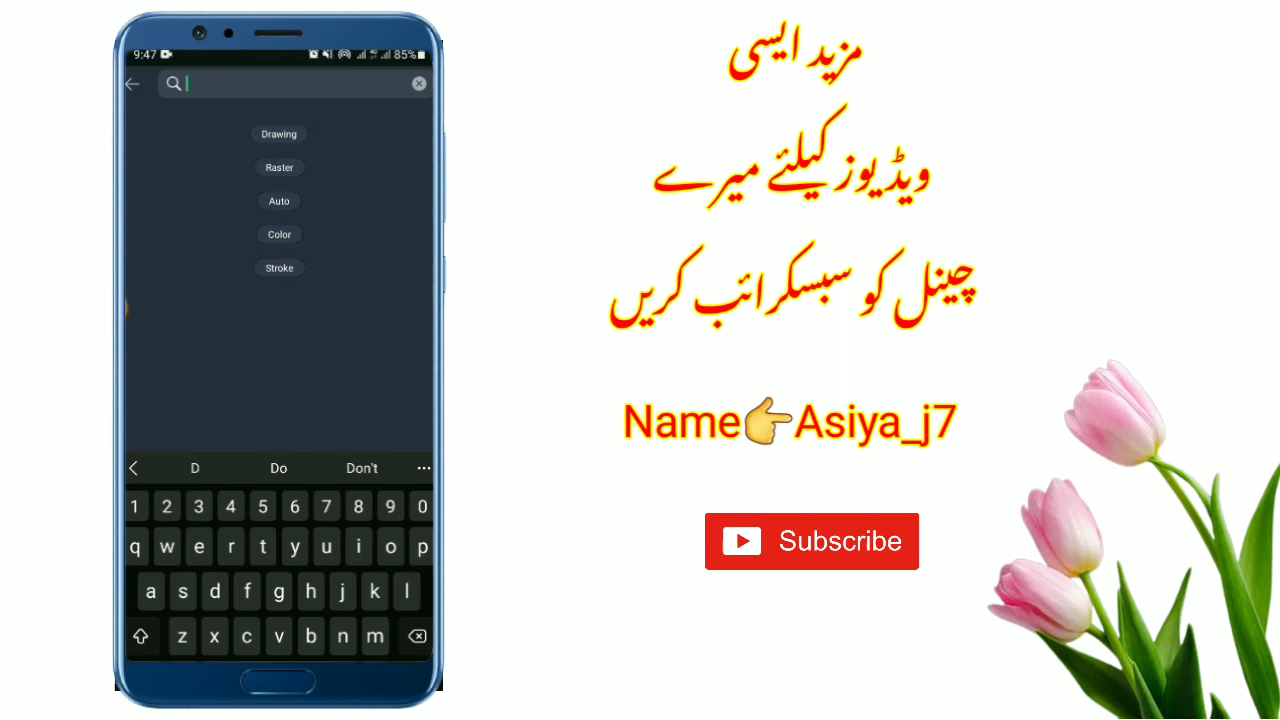 9:47
85%
Drawing
Raster
Auto
Color
Stroke
D Do Don't
1 2 3 4 5 6 7 8 9 0
q w e r t y u i o p
a s d f g h j k l
z x c v b n m
مزید ایسی
ویڈیوز کیلئے میرے
چینل کو سبسکرائب کریں
Name👉Asiya_j7
Subscribe